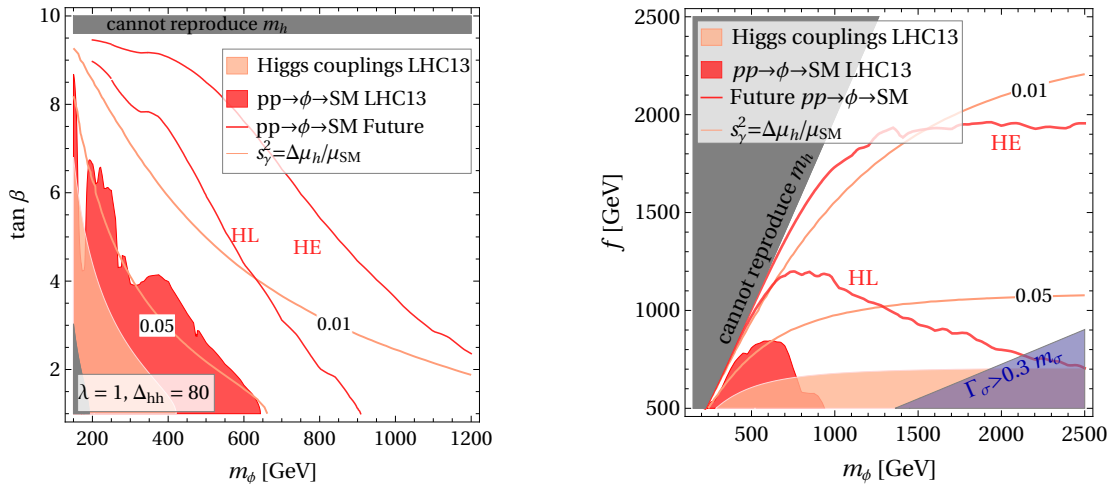 cannot reproduce m_h
Higgs couplings LHC13
pp→ϕ→SM LHC13
pp→ϕ→SM Future
s_γ^2=Δμ_h/μ_SM
10
8
6
4
2
tan β
HL
HE
0.05
0.01
λ = 1, Δ_hh = 80
200 400 600 800 1000 1200
m_ϕ [GeV]
Higgs couplings LHC13
pp→ϕ→SM LHC13
Future pp→ϕ→SM
s_γ^2=Δμ_h/μ_SM
2500
2000
1500
1000
500
f [GeV]
0.01
HE
cannot reproduce m_h
HL
0.05
Γ_σ>0.3 m_σ
500 1000 1500 2000 2500
m_ϕ [GeV]